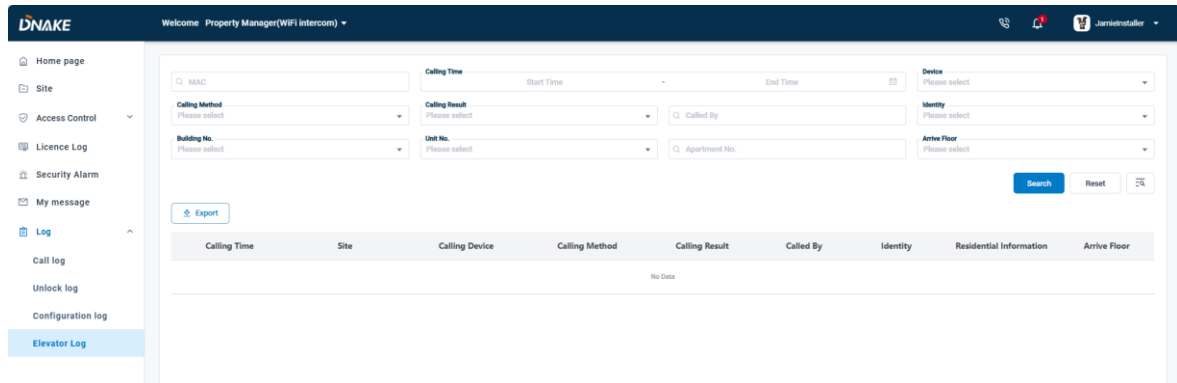 DNAKE
Welcome Property Manager(WiFi intercom)
1
JamieInstaller
Home page
Site
Access Control
Licence Log
Security Alarm
My message
Log
Call log
Unlock log
Configuration log
Elevator Log
MAC
Calling Time
Start Time - End Time
Device
Please select
Calling Method
Please select
Calling Result
Please select
Called By
Identity
Please select
Building No.
Please select
Unit No.
Please select
Apartment No.
Arrive Floor
Please select
Search
Reset
Export
Calling Time Site Calling Device Calling Method Calling Result Called By Identity Residential Information Arrive Floor
No Data